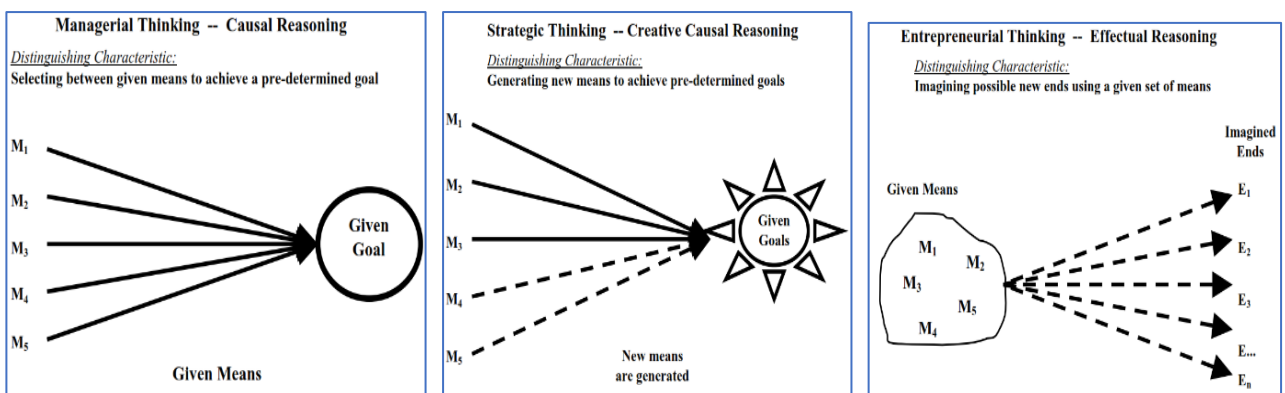 Managerial Thinking -- Causal Reasoning
Distinguishing Characteristic:
Selecting between given means to achieve a pre-determined goal
M1
M2
M3
M4
M5
Given
Goal
Given Means
Strategic Thinking -- Creative Causal Reasoning
Distinguishing Characteristic:
Generating new means to achieve pre-determined goals
M1
M2
M3
M4
M5
Given
Goals
New means
are generated
Entrepreneurial Thinking -- Effectual Reasoning
Distinguishing Characteristic:
Imagining possible new ends using a given set of means
Imagined
Ends
Given Means
M1
M2
M3
M5
M4
E1
E2
E3
E...
En